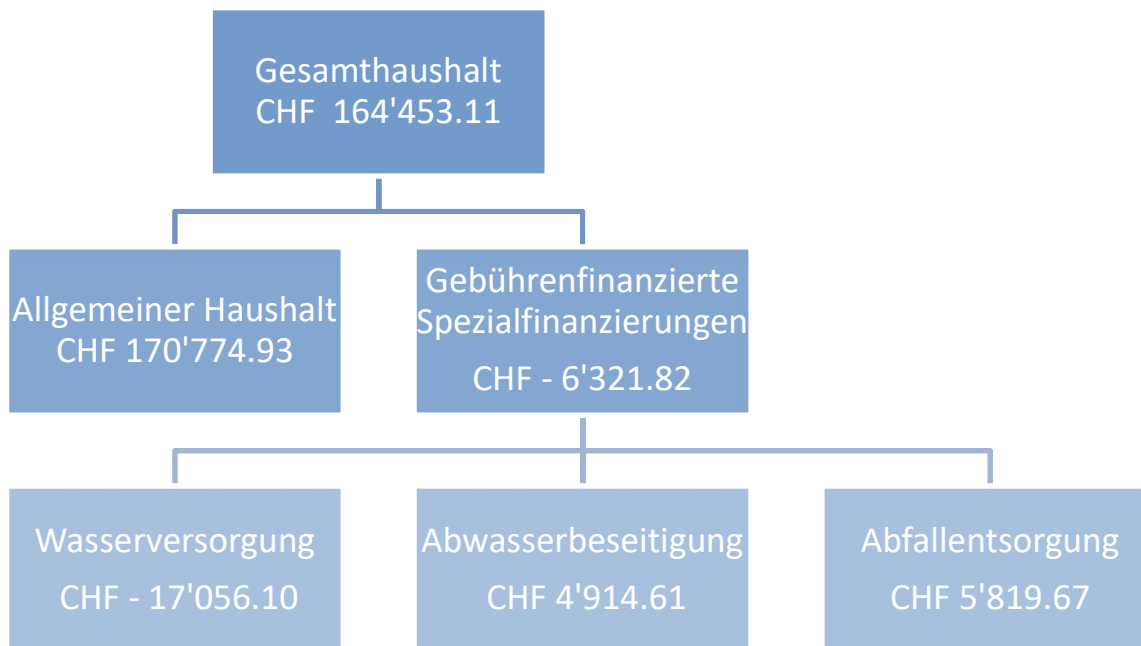 Gesamthaushalt
CHF  164'453.11
Allgemeiner Haushalt
CHF 170'774.93
Gebührenfinanzierte
Spezialfinanzierungen
CHF - 6'321.82
Wasserversorgung
CHF - 17'056.10
Abwasserbeseitigung
CHF 4'914.61
Abfallentsorgung
CHF 5'819.67